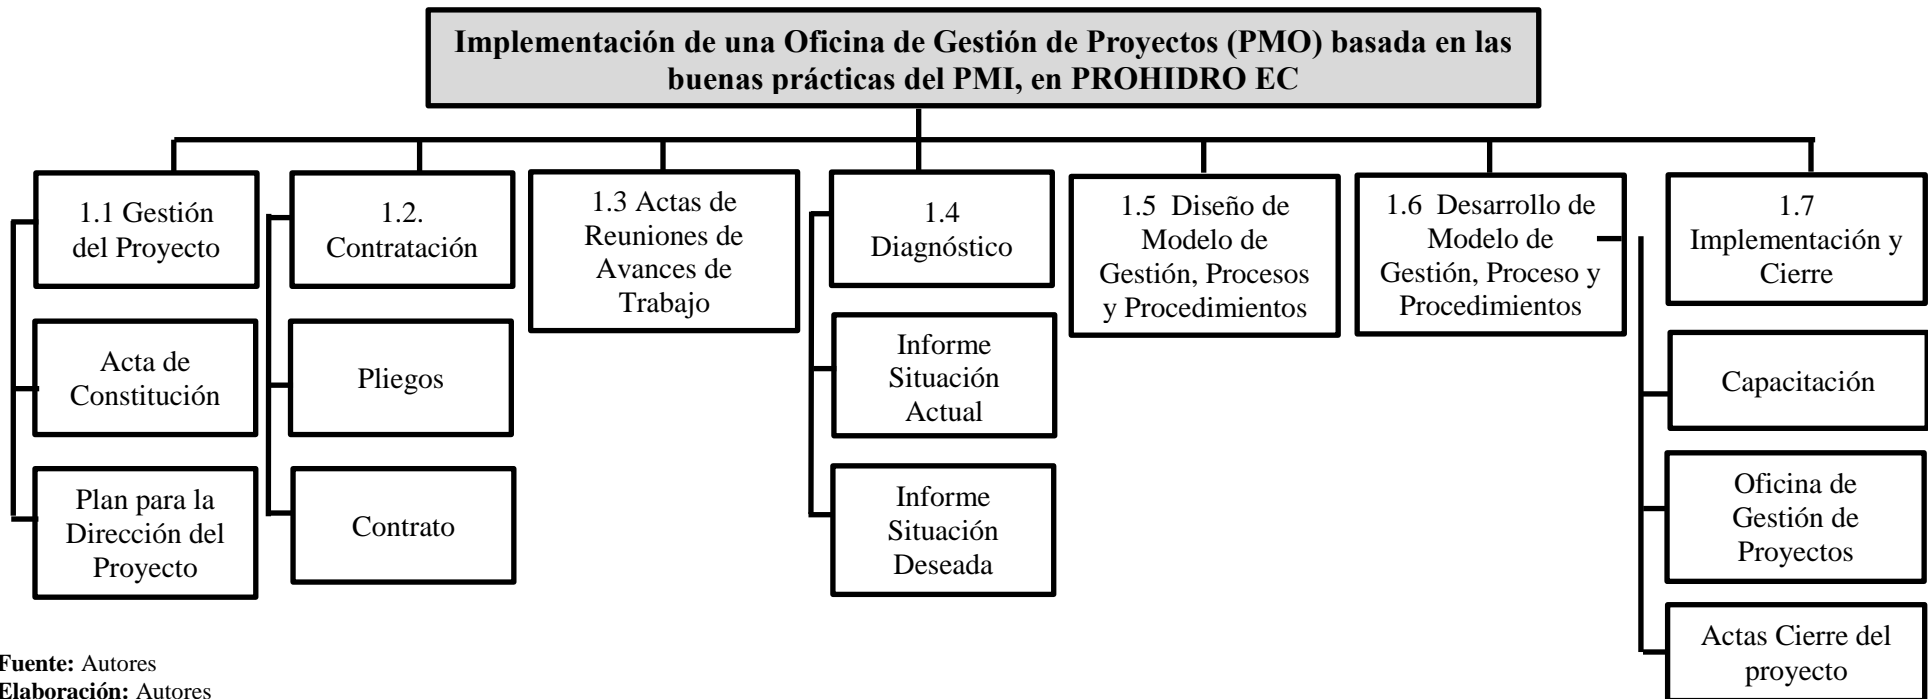 Implementación de una Oficina de Gestión de Proyectos (PMO) basada en las
buenas prácticas del PMI, en PROHIDRO EC
1.1 Gestión
del Proyecto
Acta de
Constitución
Plan para la
Dirección del
Proyecto
1.2.
Contratación
Pliegos
Contrato
1.3 Actas de
Reuniones de
Avances de
Trabajo
1.4
Diagnóstico
Informe
Situación
Actual
Informe
Situación
Deseada
1.5 Diseño de
Modelo de
Gestión, Procesos
y Procedimientos
1.6 Desarrollo de
Modelo de
Gestión, Proceso y
Procedimientos
1.7
Implementación y
Cierre
Capacitación
Oficina de
Gestión de
Proyectos
Actas Cierre del
proyecto
Fuente: Autores
Elaboración: Autores